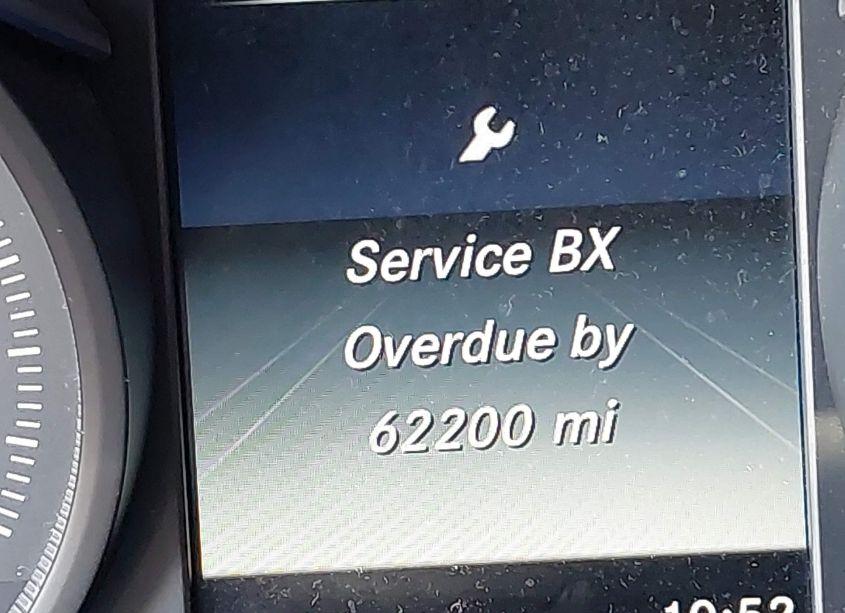 Service BX
Overdue by
62200 mi